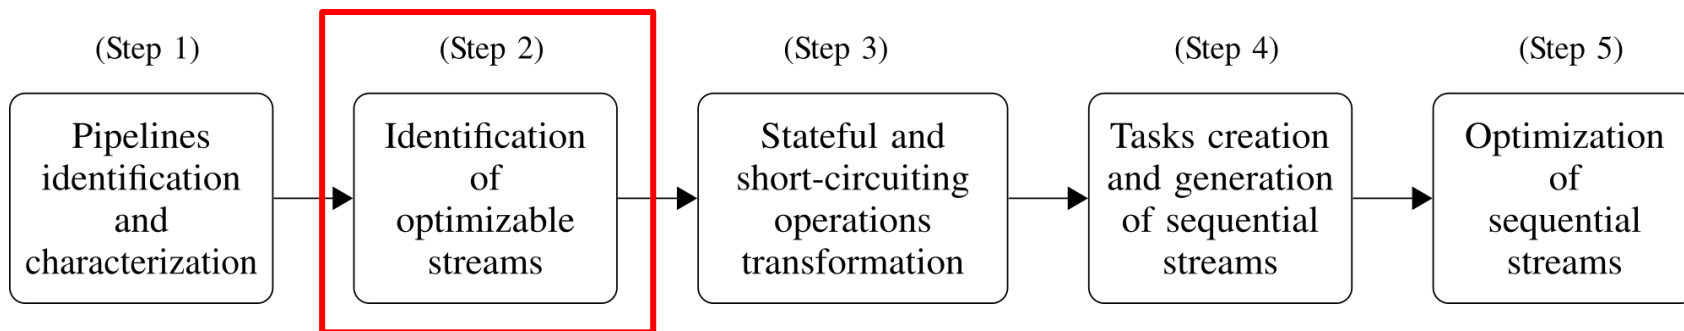 (Step 1)
Pipelines
identification
and
characterization
(Step 2)
Identification
of
optimizable
streams
(Step 3)
Stateful and
short-circuiting
operations
transformation
(Step 4)
Tasks creation
and generation
of sequential
streams
(Step 5)
Optimization
of
sequential
streams